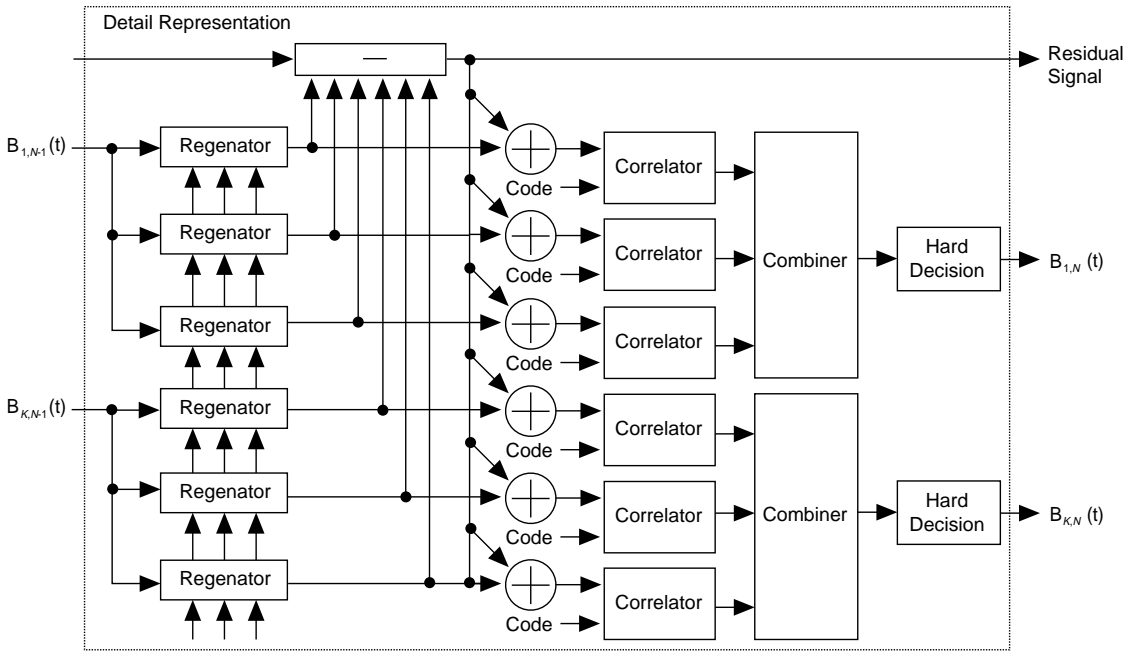 Detail Representation
—
Residual
Signal
B1,N-1(t)
Regenator
Regenator
Regenator
BK,N-1(t)
Regenator
Regenator
Regenator
Code
Code
Code
Code
Code
Code
Correlator
Correlator
Correlator
Correlator
Correlator
Correlator
Combiner
Combiner
Hard
Decision
B1,N (t)
Hard
Decision
BK,N (t)